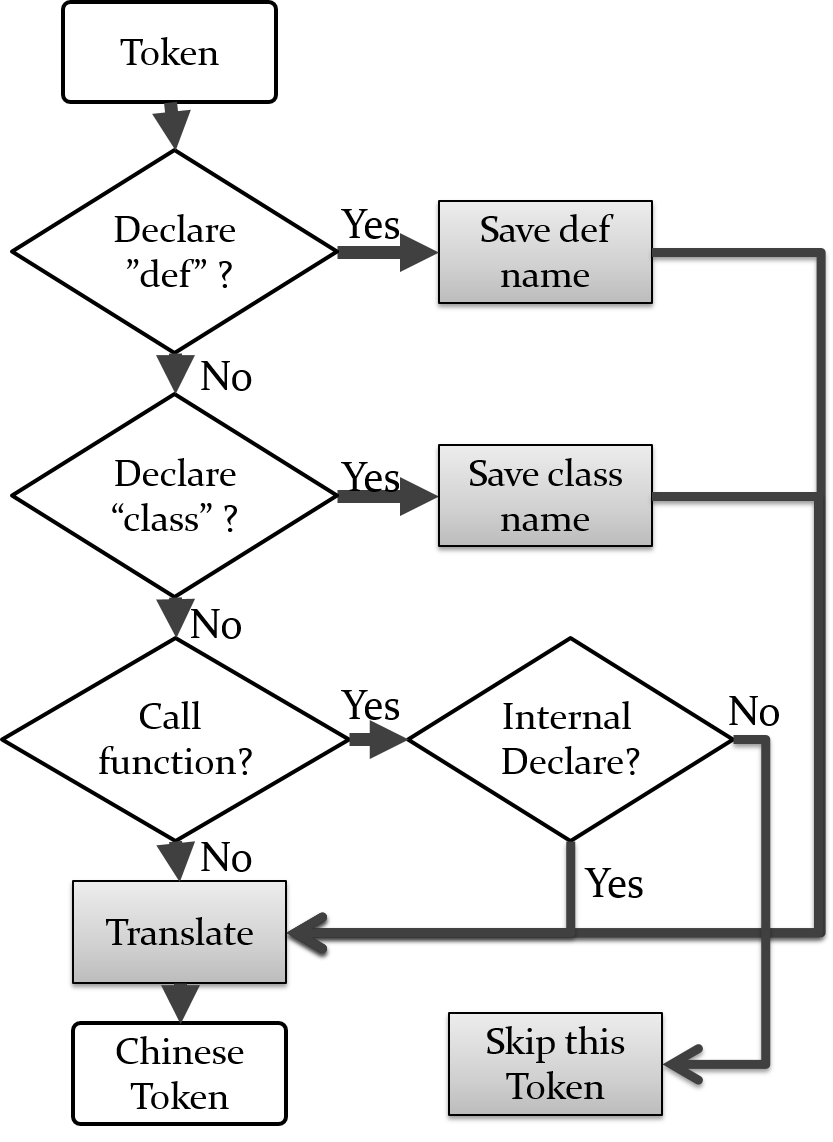 Token
Declare
”def” ?
Yes
Save def
name
No
Declare
“class” ?
Yes
Save class
name
No
Call
function?
Yes
Internal
Declare?
No
No
Yes
Translate
Chinese
Token
Skip this
Token